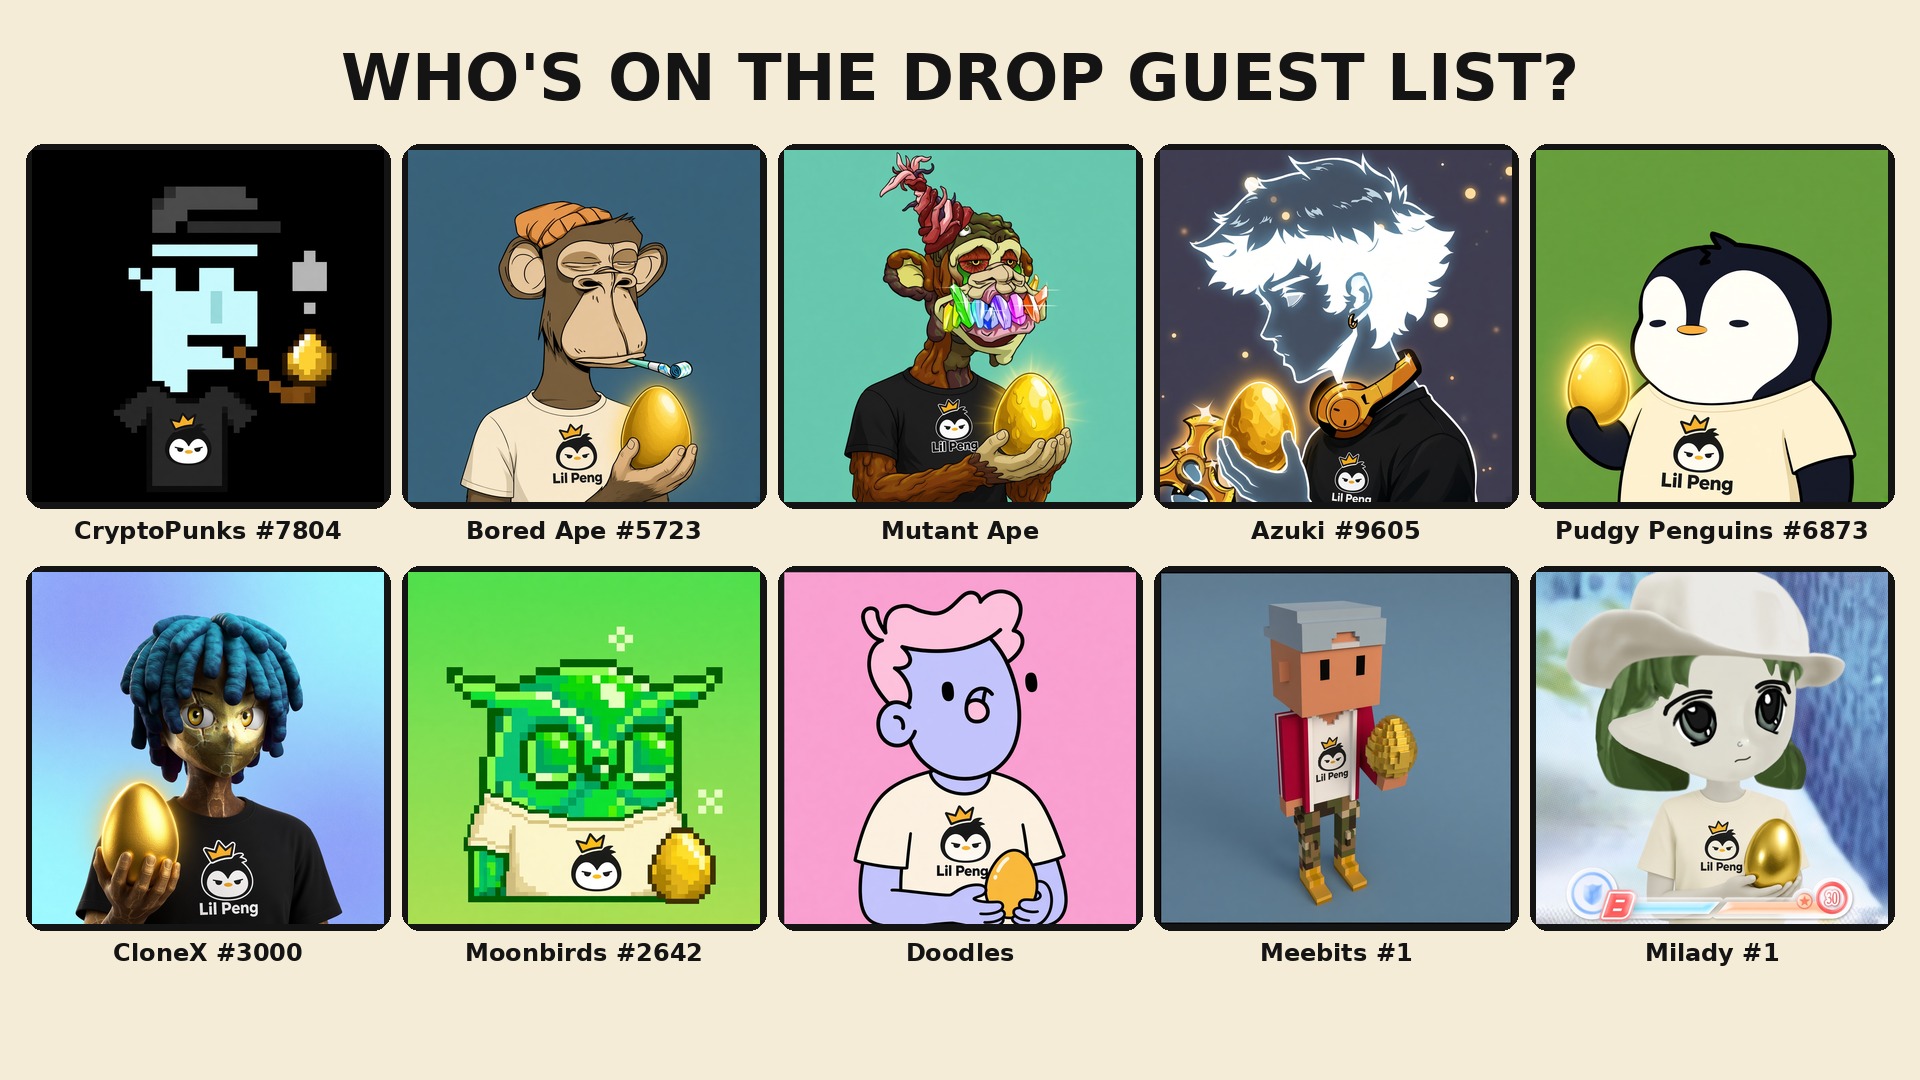 WHO'S ON THE DROP GUEST LIST?
Lil Peng
Lil Peng
Lil Peng
Lil Peng
CryptoPunks #7804
Bored Ape #5723
Mutant Ape
Azuki #9605
Pudgy Penguins #6873
Lil Peng
Lil Peng
Lil Peng
Lil Peng
B
30
CloneX #3000
Moonbirds #2642
Doodles
Meebits #1
Milady #1